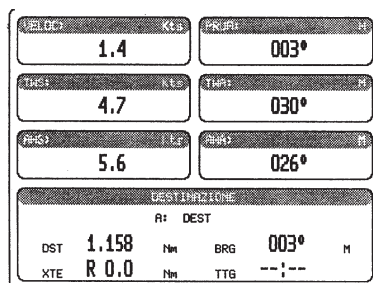 VELOC: Kts PRUA: M
1.4 003°
TWS: Kts TWA:
4.7 030°
AWS: Kts AWA: M
5.6 026°
DESTINAZIONE
A: DEST
DST 1.158 Nm BRG 003° M
XTE R 0.0 Nm TTG --:--